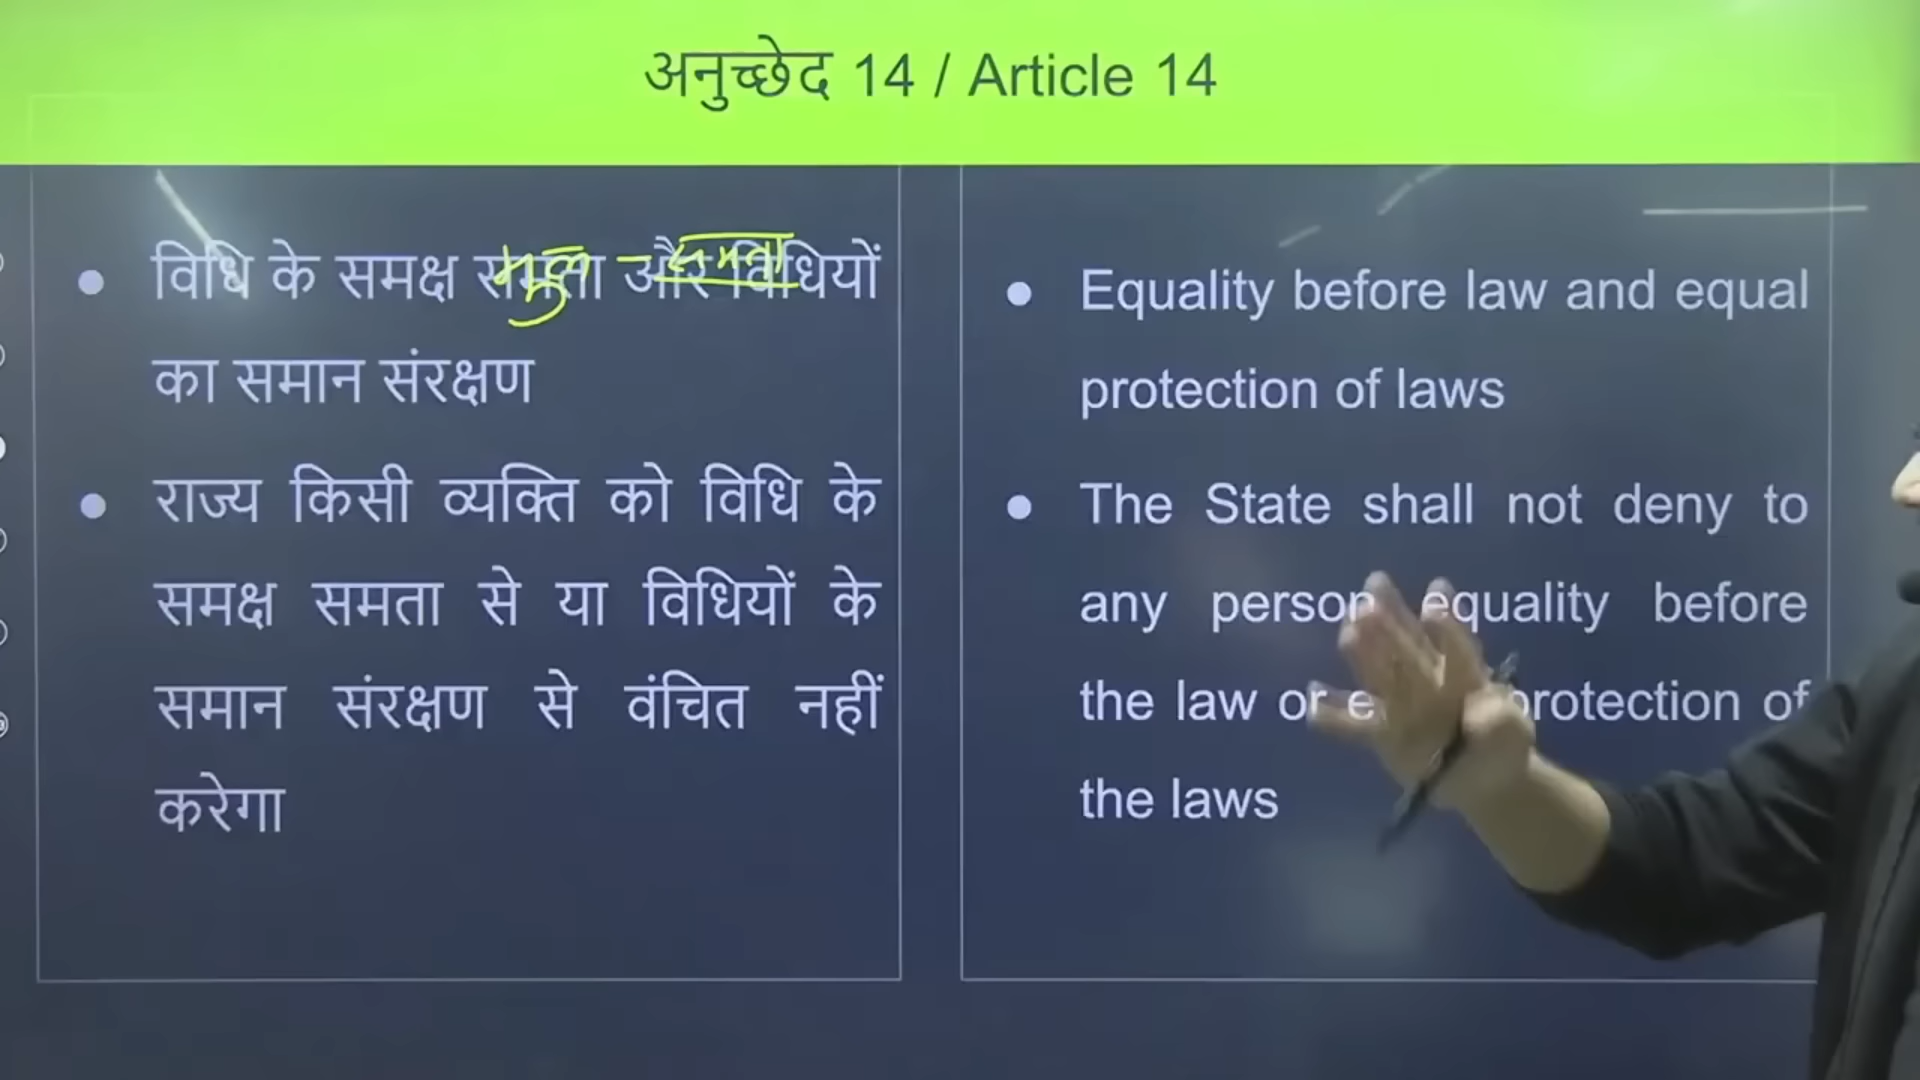 अनुच्छेद 14 / Article 14
विधि के समक्ष समता और विधियों
का समान संरक्षण
राज्य किसी व्यक्ति को विधि के
समक्ष समता से या विधियों के
समान संरक्षण से वंचित नहीं
करेगा
Equality before law and equal
protection of laws
The State shall not deny to
any person equality before
the law or protection of
the laws